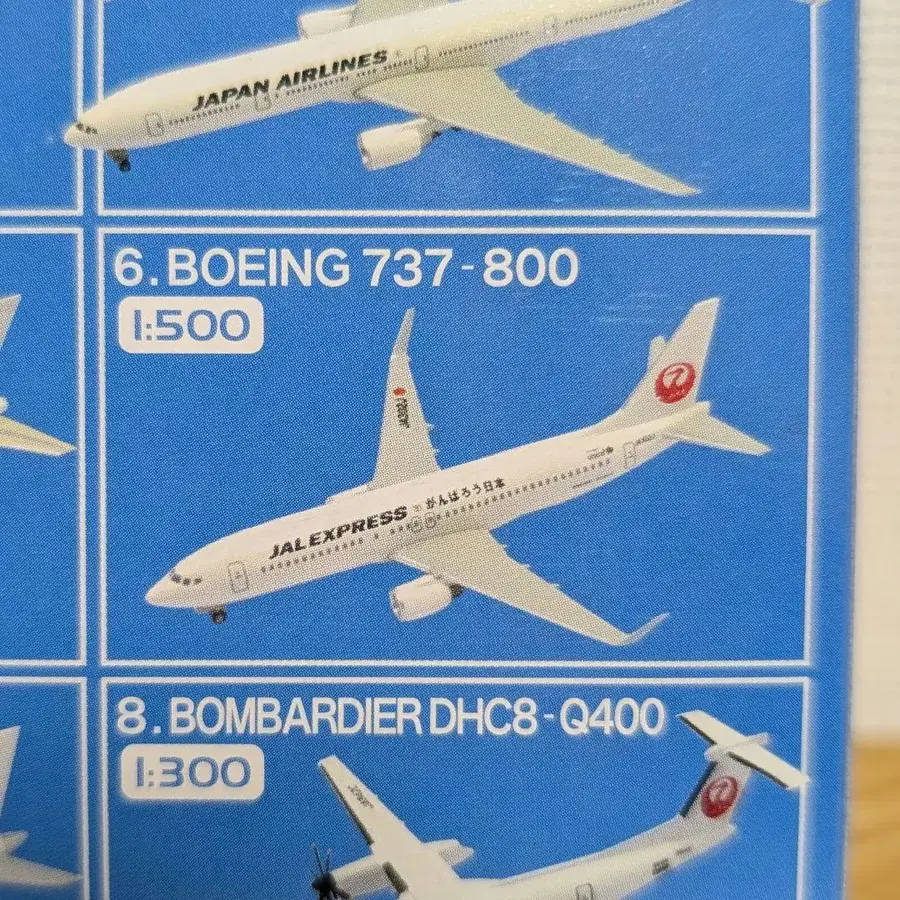 JAPAN AIRLINES
6.BOEING 737-800
1:500
JAL EXPRESS がんばろう日本
8.BOMBARDIER DHC8-Q400
1:300